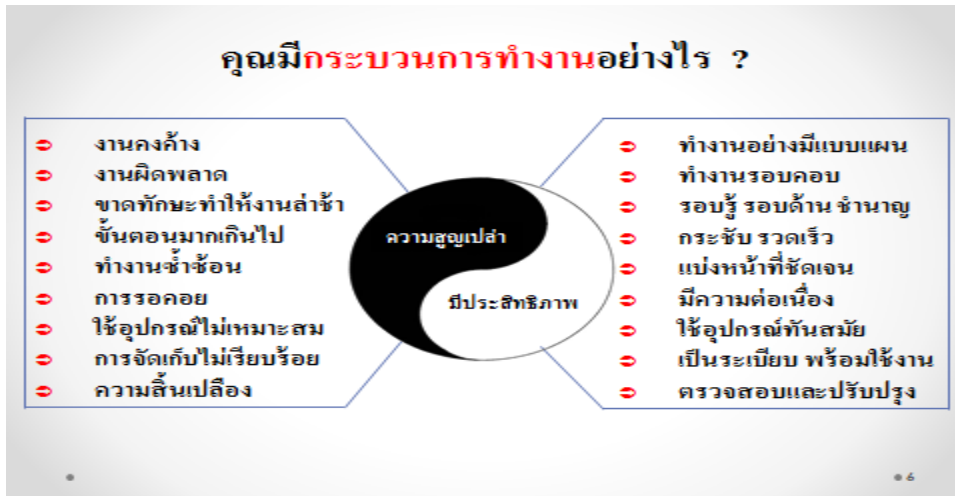 คุณมีกระบวนการทำงานอย่างไร ?
งานคงค้าง
งานผิดพลาด
ขาดทักษะทำให้งานล่าช้า
ขั้นตอนมากเกินไป
ทำงานซ้ำซ้อน
การรอคอย
ใช้อุปกรณ์ไม่เหมาะสม
การจัดเก็บไม่เรียบร้อย
ความสิ้นเปลือง
ความสูญเปล่า
มีประสิทธิภาพ
ทำงานอย่างมีแบบแผน
ทำงานรอบคอบ
รอบรู้ รอบด้าน ชำนาญ
กระชับ รวดเร็ว
แบ่งหน้าที่ชัดเจน
มีความต่อเนื่อง
ใช้อุปกรณ์ทันสมัย
เป็นระเบียบ พร้อมใช้งาน
ตรวจสอบและปรับปรุง
6